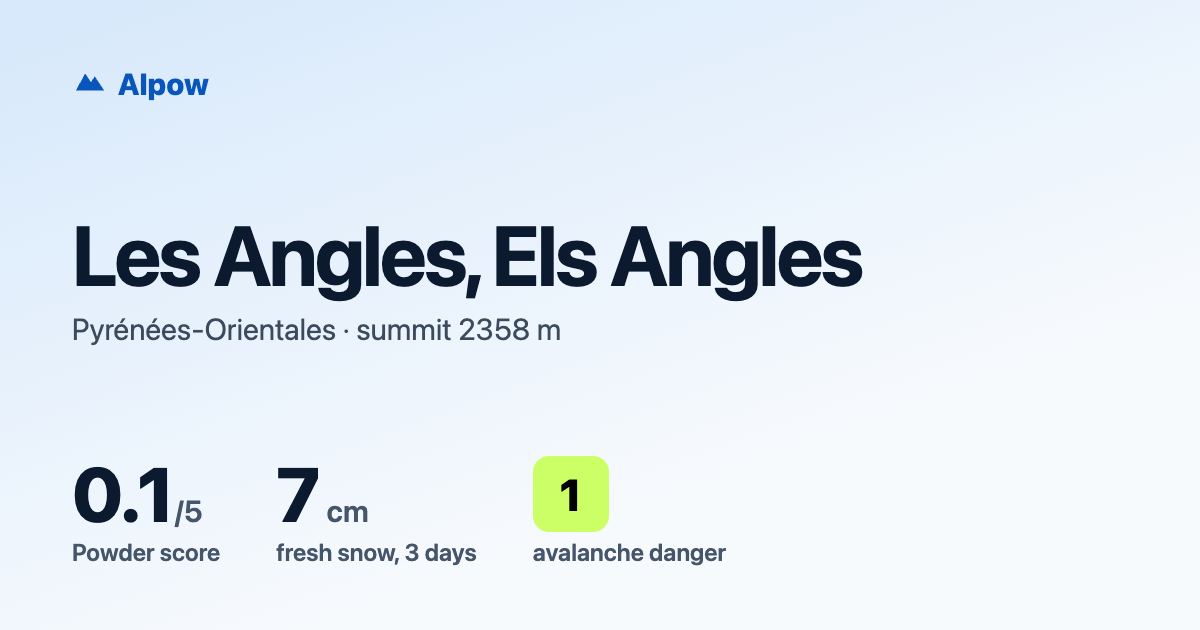 Alpow
Les Angles, Els Angles
Pyrénées-Orientales · summit 2358 m
0.1/5
Powder score
7 cm
fresh snow, 3 days
1
avalanche danger